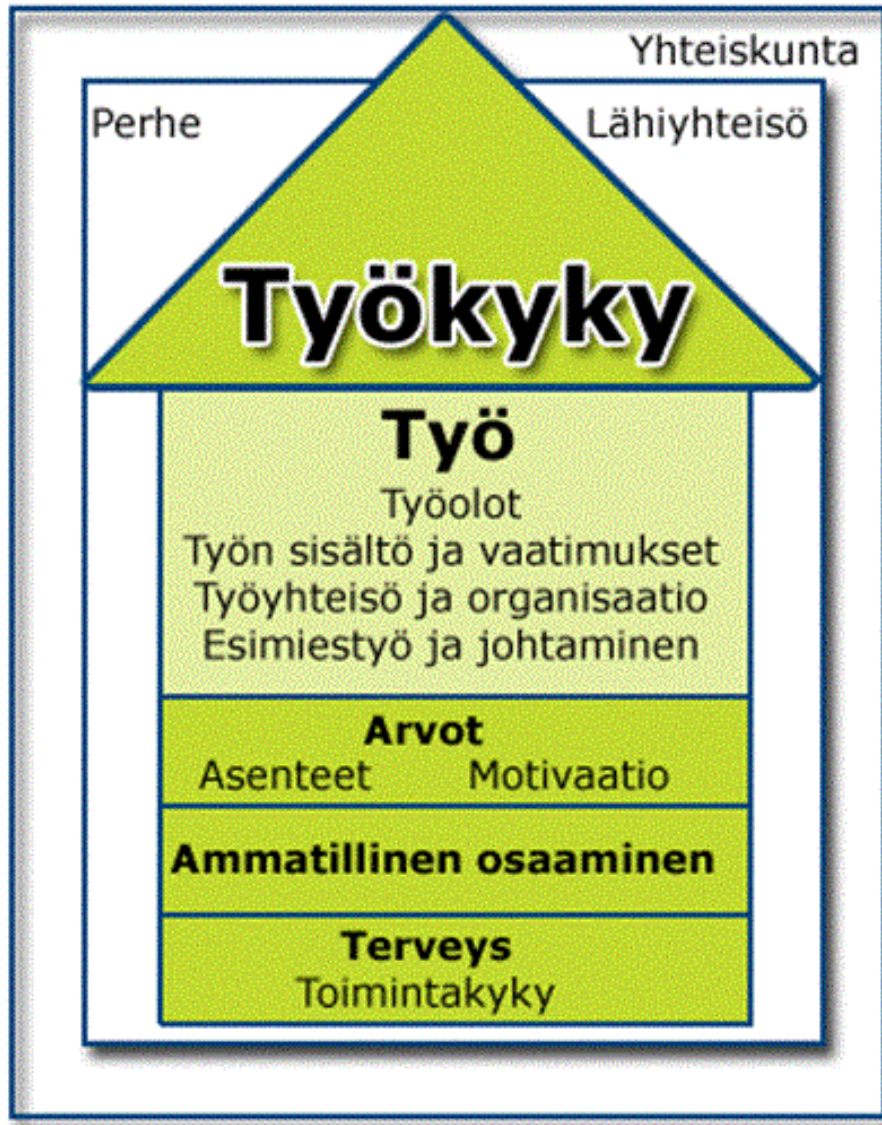 Yhteiskunta
Perhe
Lähiyhteisö
Työkyky
Työ
Työolot
Työn sisältö ja vaatimukset
Työyhteisö ja organisaatio
Esimiestyö ja johtaminen
Arvot
Asenteet Motivaatio
Ammatillinen osaaminen
Terveys
Toimintakyky